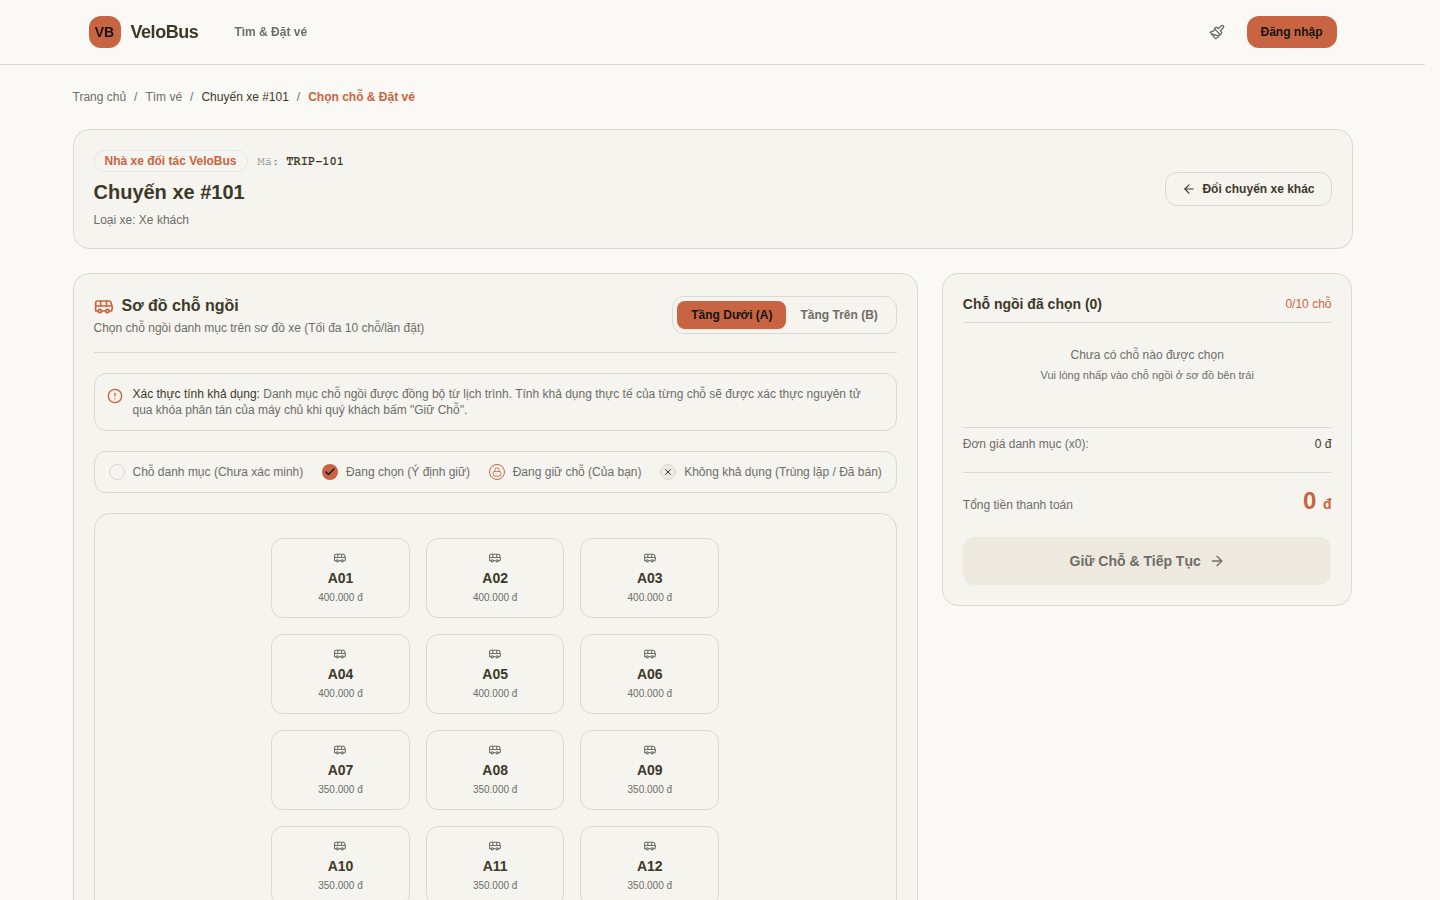 VB VeloBus Tìm & Đặt vé Đăng nhập
Trang chủ / Tìm vé / Chuyến xe #101 / Chọn chỗ & Đặt vé
Nhà xe đối tác VeloBus Mã: TRIP-101
Chuyến xe #101
Loại xe: Xe khách
Đổi chuyến xe khác
Sơ đồ chỗ ngồi
Chọn chỗ ngồi danh mục trên sơ đồ xe (Tối đa 10 chỗ/lần đặt)
Tầng Dưới (A) Tầng Trên (B)
Xác thực tính khả dụng: Danh mục chỗ ngồi được đồng bộ từ lịch trình. Tính khả dụng thực tế của từng chỗ sẽ được xác thực nguyên tử
qua khóa phân tán của máy chủ khi quý khách bấm "Giữ Chỗ".
Chỗ danh mục (Chưa xác minh) Đang chọn (Ý định giữ) Đang giữ chỗ (Của bạn) Không khả dụng (Trùng lặp / Đã bán)
A01 A02 A03
400.000 đ 400.000 đ 400.000 đ
A04 A05 A06
400.000 đ 400.000 đ 400.000 đ
A07 A08 A09
350.000 đ 350.000 đ 350.000 đ
A10 A11 A12
350.000 đ 350.000 đ 350.000 đ
Chỗ ngồi đã chọn (0) 0/10 chỗ
Chưa có chỗ nào được chọn
Vui lòng nhấp vào chỗ ngồi ở sơ đồ bên trái
Đơn giá danh mục (x0): 0 đ
Tổng tiền thanh toán 0 đ
Giữ Chỗ & Tiếp Tục